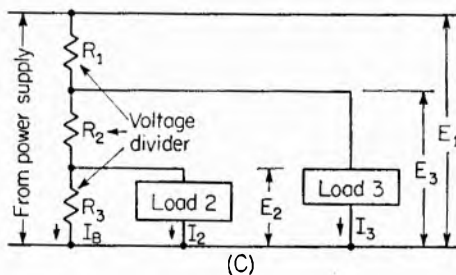 From power supply
R1
Voltage
divider
R2
R3
IB
Load 2
I2
E2
Load 3
I3
E3
E1
(C)